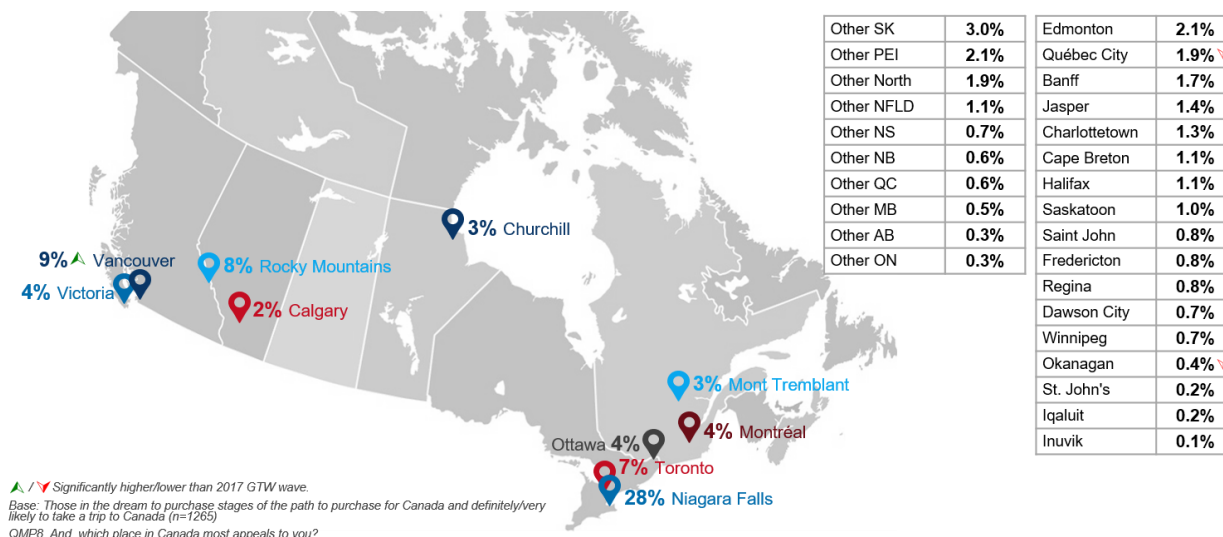 Other SK 3.0%
Other PEI 2.1%
Other North 1.9%
Other NFLD 1.1%
Other NS 0.7%
Other NB 0.6%
Other QC 0.6%
Other MB 0.5%
Other AB 0.3%
Other ON 0.3%
Edmonton 2.1%
Québec City 1.9%
Banff 1.7%
Jasper 1.4%
Charlottetown 1.3%
Cape Breton 1.1%
Halifax 1.1%
Saskatoon 1.0%
Saint John 0.8%
Fredericton 0.8%
Regina 0.8%
Dawson City 0.7%
Winnipeg 0.7%
Okanagan 0.4%
St. John's 0.2%
Iqaluit 0.2%
Inuvik 0.1%
3% Churchill
9% Vancouver
8% Rocky Mountains
4% Victoria
2% Calgary
3% Mont Tremblant
4% Montréal
Ottawa 4%
7% Toronto
28% Niagara Falls
/ Significantly higher/lower than 2017 GTW wave.
Base: Those in the dream to purchase stages of the path to purchase for Canada and definitely/very
likely to take a trip to Canada (n=1265)
QMP8. And, which place in Canada most appeals to you?